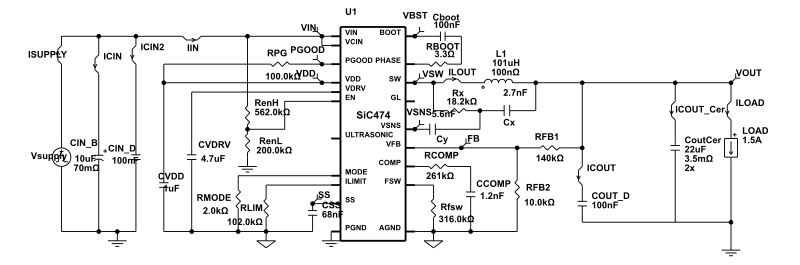 U1
VIN
VIN
VCIN
BOOT
VBST
Cboot
100nF
RBOOT
3.3Ω
ISUPPLY
ICIN
ICIN2
IIN
RPG
100.0kΩ
PGOOD
PGOOD
PHASE
VDD
VDD
VDRV
EN
SW
VSW
GL
ILOUT
L1
101uH
100nΩ
2.7nF
VOUT
Rx
18.2kΩ
Cx
SiC474
VSNS
VSNS
5.6nF
Cy
ULTRASONIC
VFB
FB
RFB1
140kΩ
RenH
562.0kΩ
RenL
200.0kΩ
ICOUT_Cer
ILOAD
CoutCer
22uF
3.5mΩ
2x
+
LOAD
1.5A
Vsupply
CIN_B
10uF
70mΩ
+
CIN_D
100nF
CVDD
1uF
CVDRV
4.7uF
COMP
RCOMP
261kΩ
CCOMP
1.2nF
RFB2
10.0kΩ
ICOUT
COUT_D
100nF
MODE
ILIMIT
RMODE
2.0kΩ
RLIM
102.0kΩ
SS
SS
CSS
68nF
FSW
Rfsw
316.0kΩ
PGND
AGND